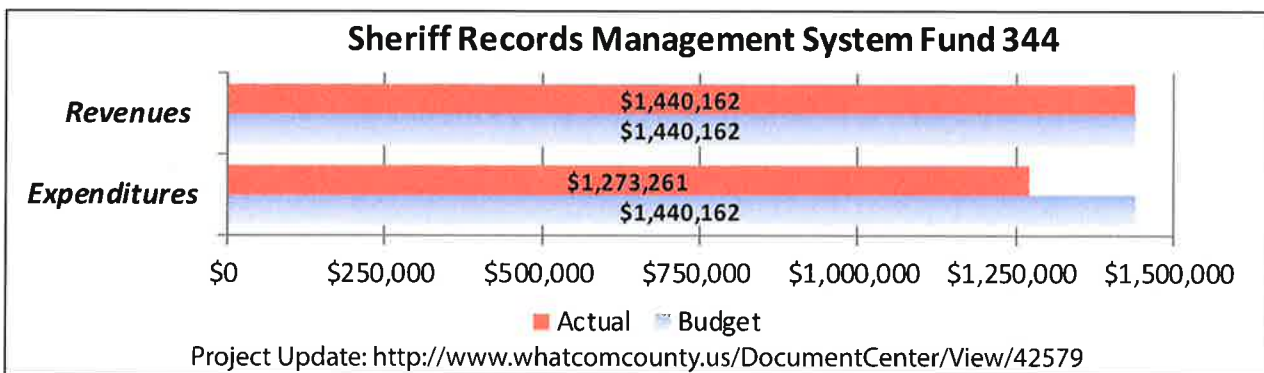 Sheriff Records Management System Fund 344
Revenues
$1,440,162
$1,440,162
Expenditures
$1,273,261
$1,440,162
$0 $250,000 $500,000 $750,000 $1,000,000 $1,250,000 $1,500,000
Actual Budget
Project Update: http://www.whatcomcounty.us/DocumentCenter/View/42579